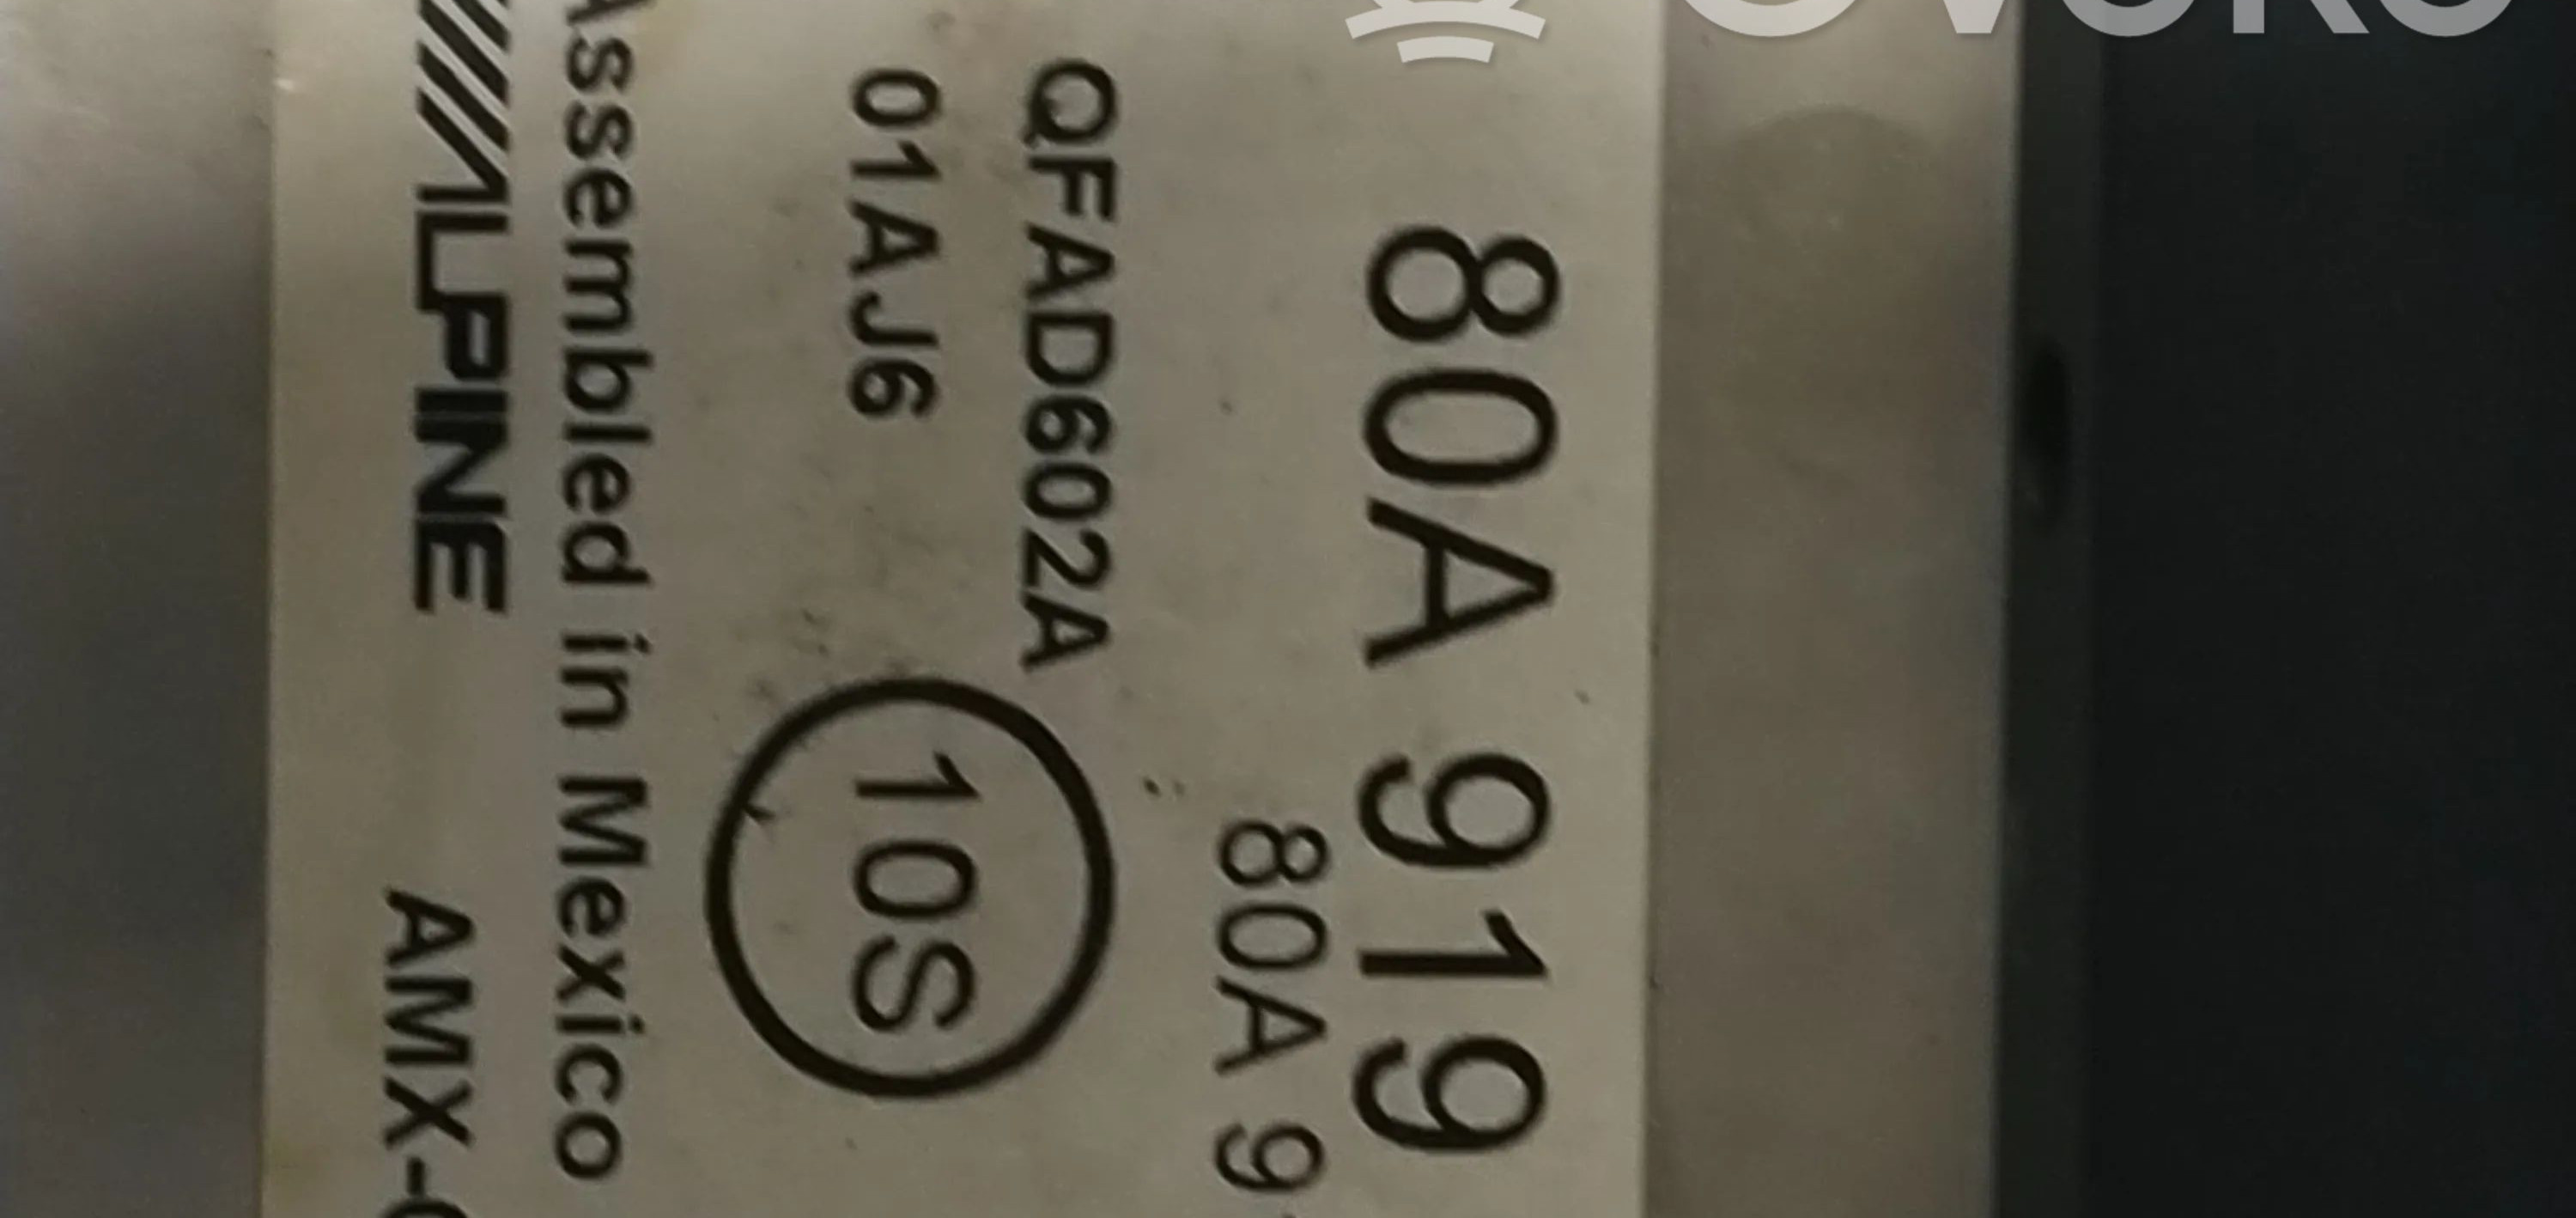 80A 919
80A 9
QFAD602A
01AJ6
10S
Assembled in Mexico
ALPINE
AMX-